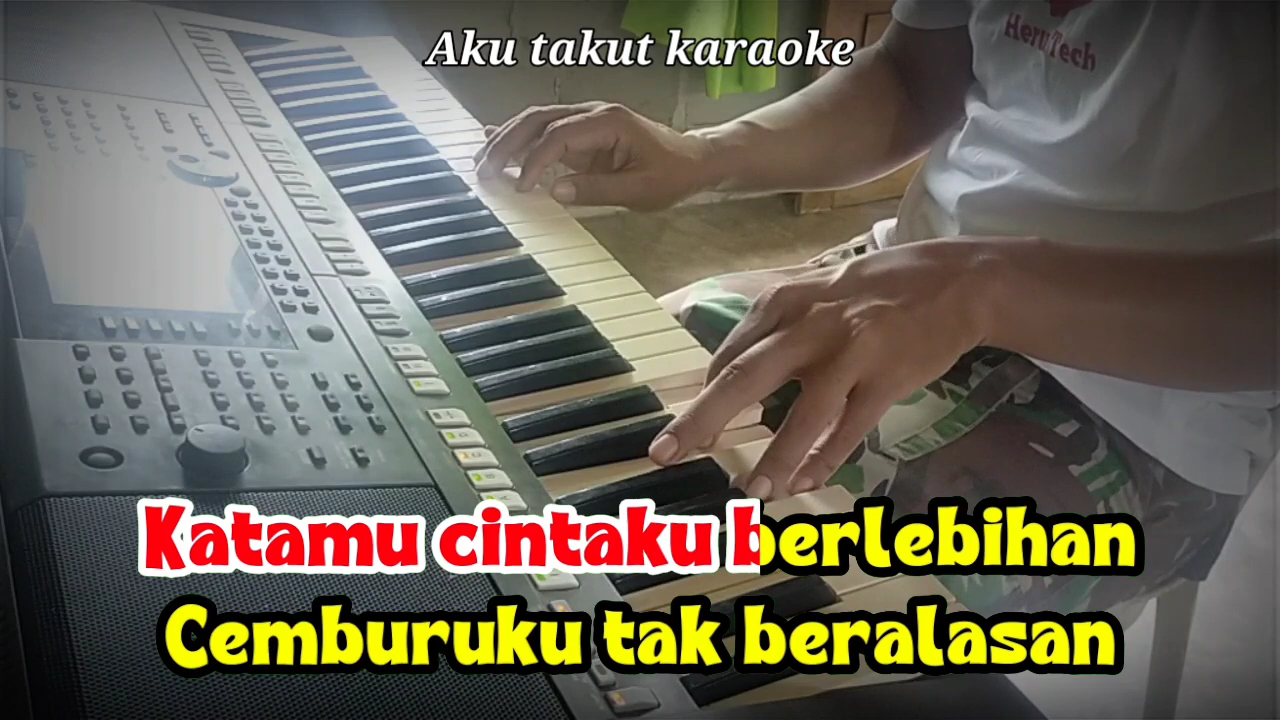 Aku takut karaoke
Katamu cintaku berlebihan
Cemburuku tak beralasan